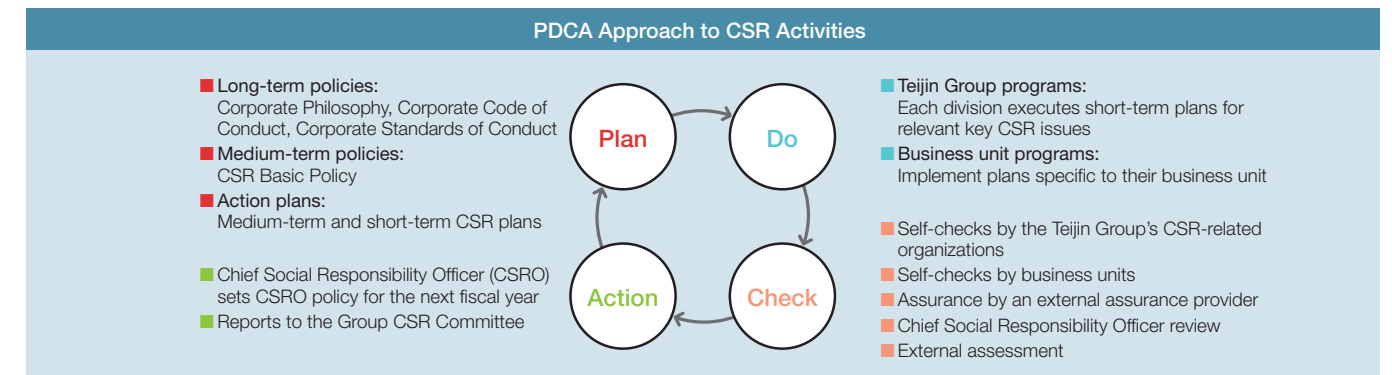 PDCA Approach to CSR Activities
Long-term policies:
Corporate Philosophy, Corporate Code of
Conduct, Corporate Standards of Conduct
Medium-term policies:
CSR Basic Policy
Action plans:
Medium-term and short-term CSR plans
Plan
Do
Teijin Group programs:
Each division executes short-term plans for
relevant key CSR issues
Business unit programs:
Implement plans specific to their business unit
Chief Social Responsibility Officer (CSRO)
sets CSRO policy for the next fiscal year
Reports to the Group CSR Committee
Action
Check
Self-checks by the Teijin Group's CSR-related
organizations
Self-checks by business units
Assurance by an external assurance provider
Chief Social Responsibility Officer review
External assessment